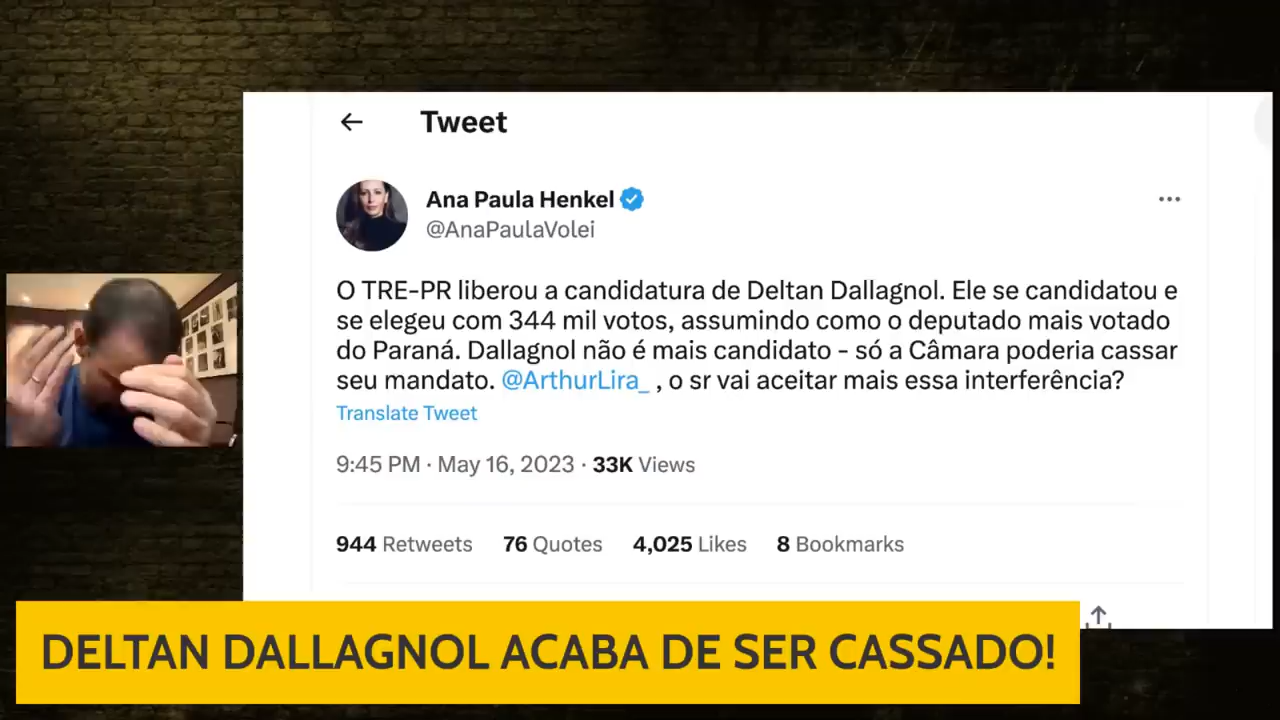 Tweet
Ana Paula Henkel
@AnaPaulaVolei
O TRE-PR liberou a candidatura de Deltan Dallagnol. Ele se candidatou e
se elegeu com 344 mil votos, assumindo como o deputado mais votado
do Paraná. Dallagnol não é mais candidato - só a Câmara poderia cassar
seu mandato. @ArthurLira_ , o sr vai aceitar mais essa interferência?
Translate Tweet
9:45 PM · May 16, 2023 · 33K Views
944 Retweets 76 Quotes 4,025 Likes 8 Bookmarks
DELTAN DALLAGNOL ACABA DE SER CASSADO!